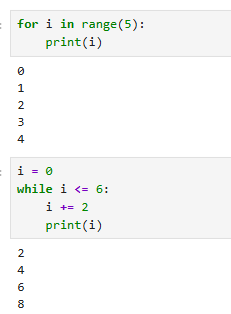 for i in range(5):
    print(i)
0
1
2
3
4
i = 0
while i <= 6:
    i += 2
    print(i)
2
4
6
8